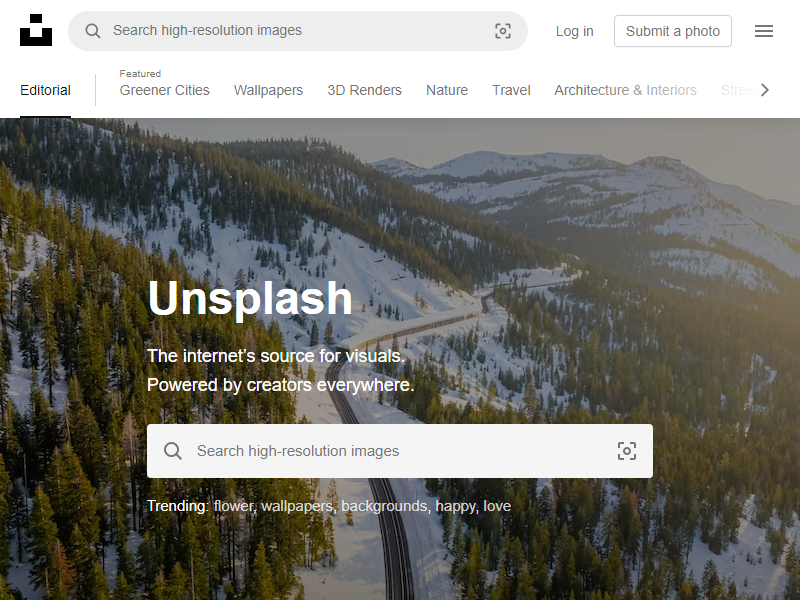 Search high-resolution images
Log in
Submit a photo
Editorial
Featured
Greener Cities
Wallpapers
3D Renders
Nature
Travel
Architecture & Interiors
Unsplash
The internet's source for visuals.
Powered by creators everywhere.
Search high-resolution images
Trending: flower, wallpapers, backgrounds, happy, love